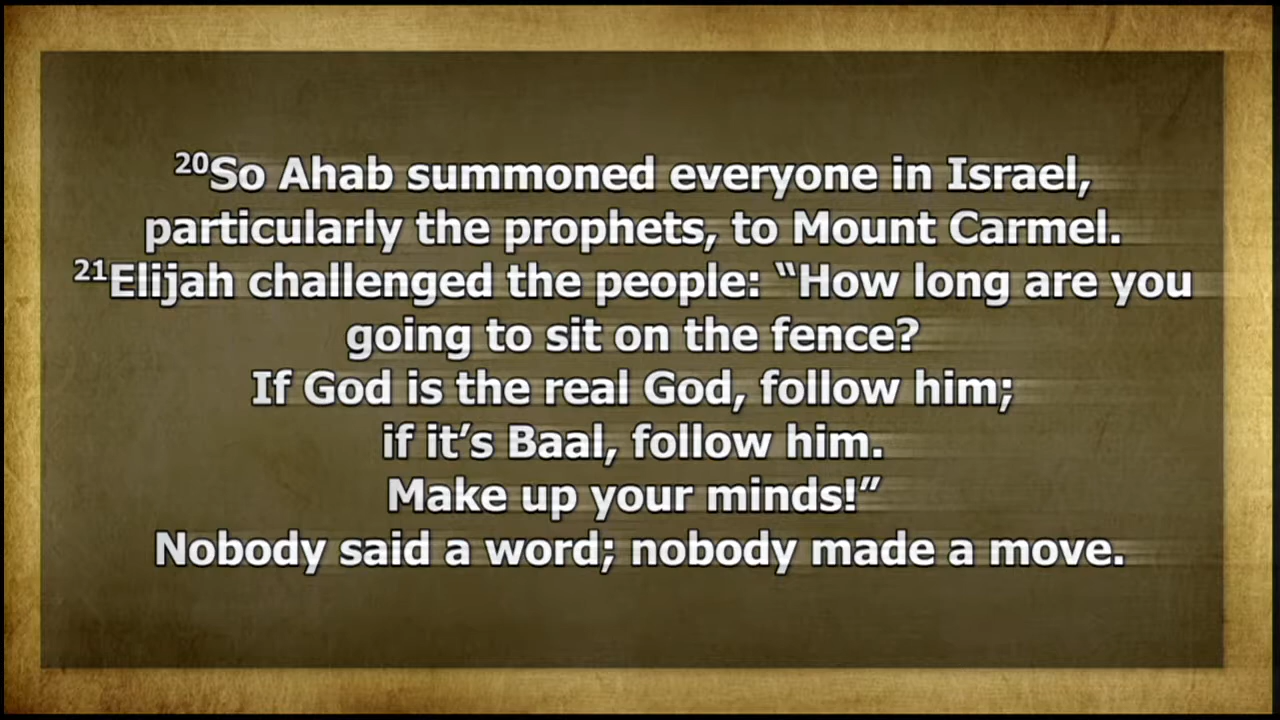 ²⁰So Ahab summoned everyone in Israel,
particularly the prophets, to Mount Carmel.
²¹Elijah challenged the people: “How long are you
going to sit on the fence?
If God is the real God, follow him;
if it’s Baal, follow him.
Make up your minds!”
Nobody said a word; nobody made a move.